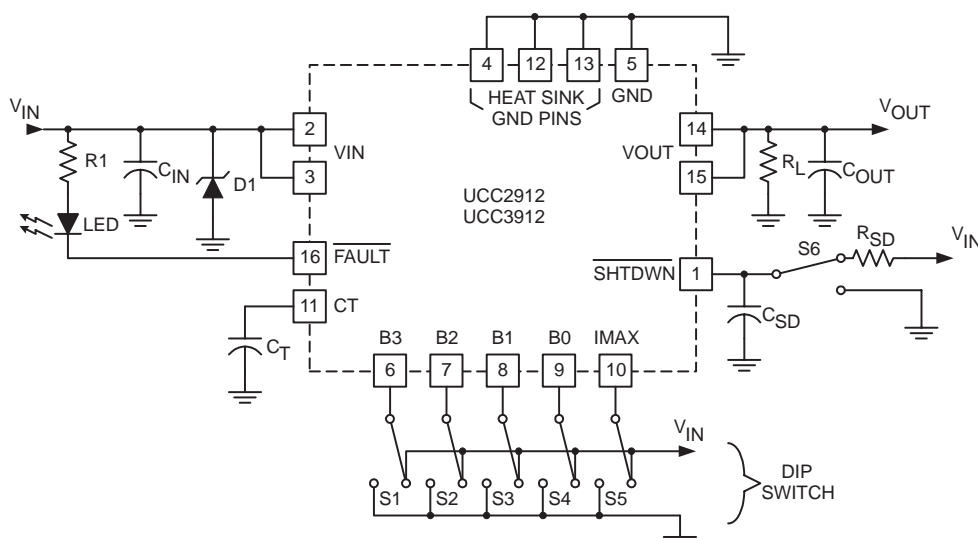 4 12 13 5
HEAT SINK
GND PINS
GND
VIN
2
VIN
3
R1
CIN
D1
LED
14
VOUT
15
VOUT
RL
COUT
UCC2912
UCC3912
16
FAULT
11
CT
CT
SHTDWN
1
S6
RSD
VIN
CSD
B3 B2 B1 B0 IMAX
6 7 8 9 10
VIN
S1 S2 S3 S4 S5
DIP
SWITCH